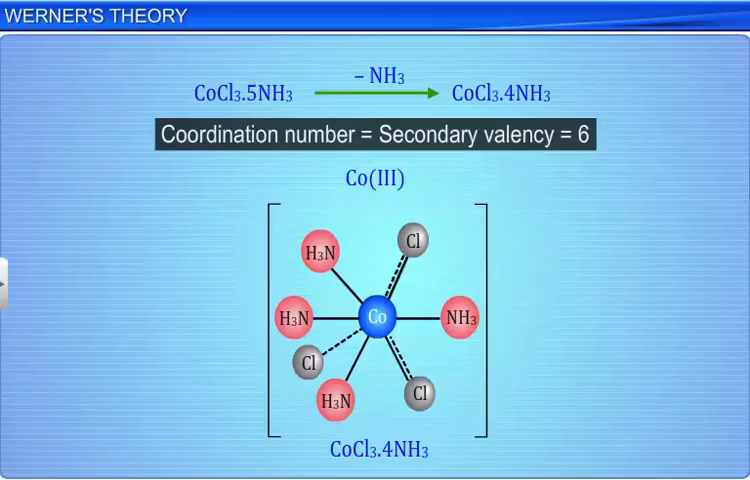 WERNER'S THEORY
– NH₃
CoCl₃.5NH₃ CoCl₃.4NH₃
Coordination number = Secondary valency = 6
Co(III)
H₃N Cl
H₃N Co NH₃
Cl
H₃N Cl
CoCl₃.4NH₃